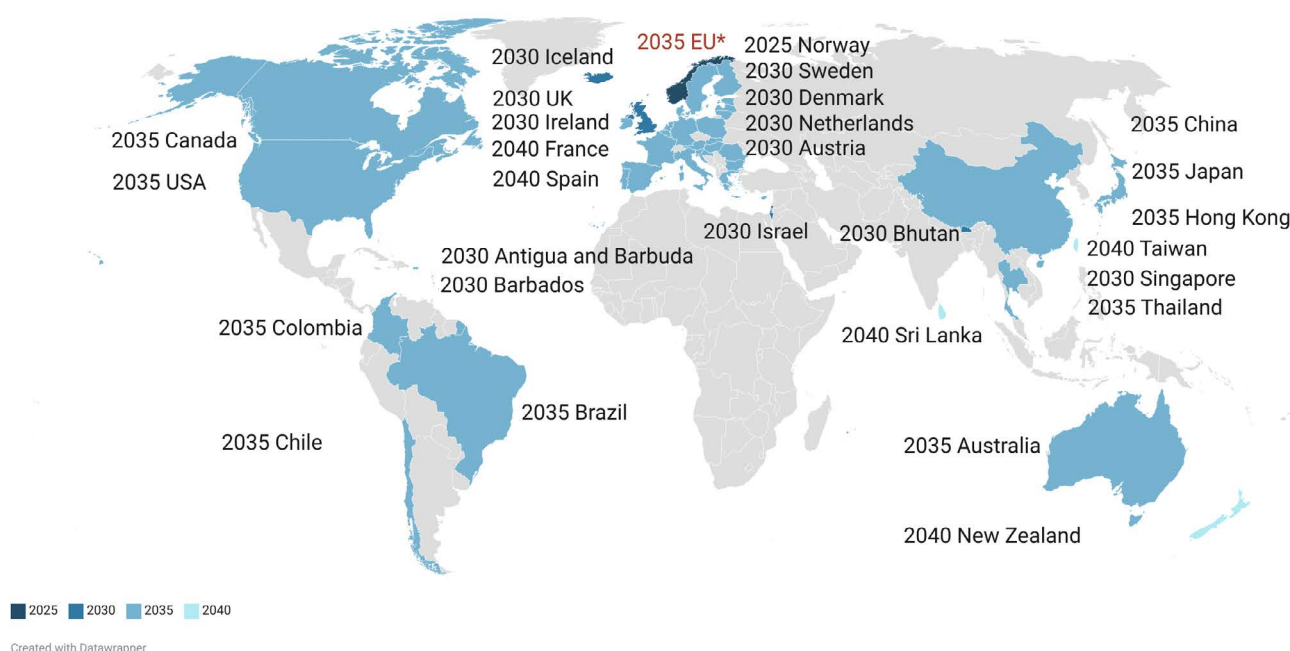 2035 EU*
2025 Norway
2030 Iceland
2030 Sweden
2030 UK
2030 Denmark
2030 Ireland
2030 Netherlands
2040 France
2030 Austria
2040 Spain
2035 Canada
2035 USA
2035 China
2035 Japan
2035 Hong Kong
2030 Israel
2030 Bhutan
2040 Taiwan
2030 Antigua and Barbuda
2030 Singapore
2030 Barbados
2035 Thailand
2035 Colombia
2040 Sri Lanka
2035 Brazil
2035 Chile
2035 Australia
2040 New Zealand
2025 2030 2035 2040
Created with Datawrapper